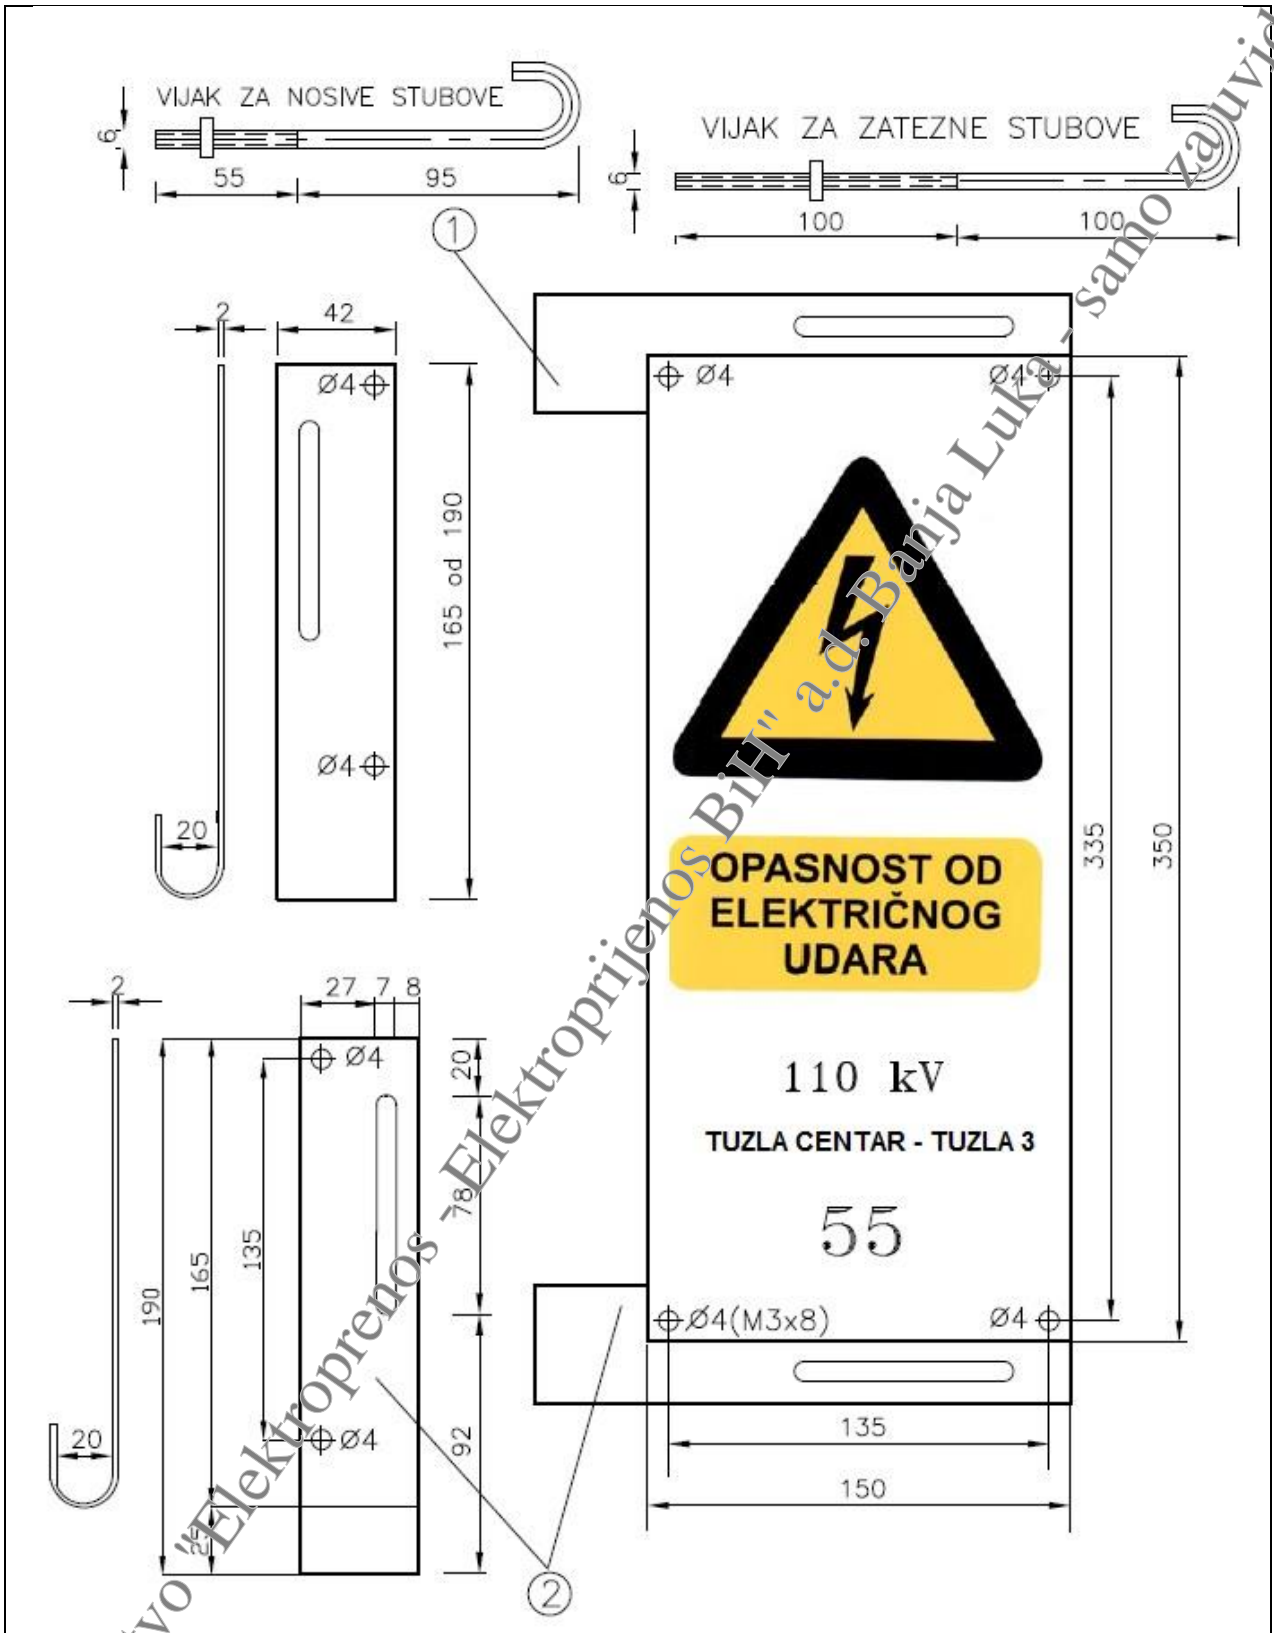 VIJAK ZA NOSIVE STUBOVE
6
55
95
VIJAK ZA ZATEZNE STUBOVE
6
100
100
1
2
42
Ø4
165 od 190
Ø4
20
Ø4
Ø4
335
350
OPASNOST OD
ELEKTRIČNOG
UDARA
110 kV
TUZLA CENTAR - TUZLA 3
55
Ø4(M3x8)
Ø4
135
150
2
27
7
8
Ø4
20
78
135
165
190
Ø4
92
20
25
2
"Elektroprenos - Elektroprijenos BiH" a.d. Banja Luka - samo za